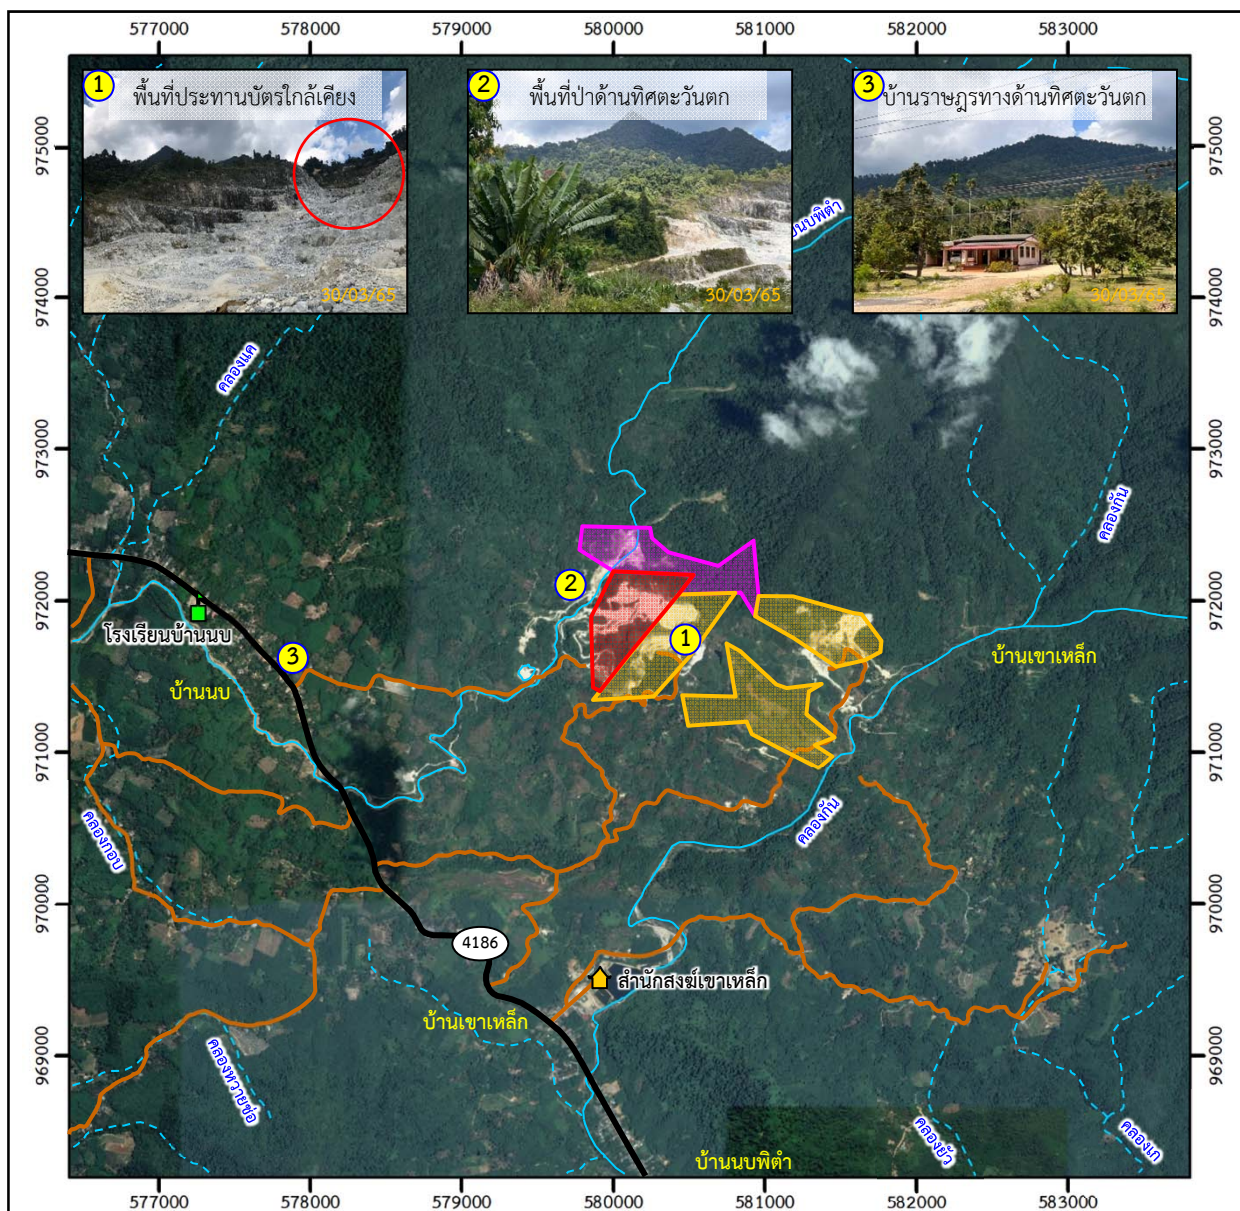 577000 578000 579000 580000 581000 582000 583000
1 พื้นที่ประทานบัตรใกล้เคียง
30/03/65
2 พื้นที่ป่าด้านทิศตะวันตก
30/03/65
3 บ้านราษฎรทางด้านทิศตะวันตก
30/03/65
975000
975000
974000
974000
973000
973000
972000
972000
971000
971000
970000
970000
969000
969000
คลองแด
คลองกัน
2
โรงเรียนบ้านนบ
1
3
บ้านนบ
บ้านเขาเหล็ก
คลองกัน
คลองกอบ
4186
สำนักสงฆ์เขาเหล็ก
บ้านเขาเหล็ก
คลองหวายช่อ
คลองยัว
คลองเก
บ้านนบพิตำ
577000 578000 579000 580000 581000 582000 583000